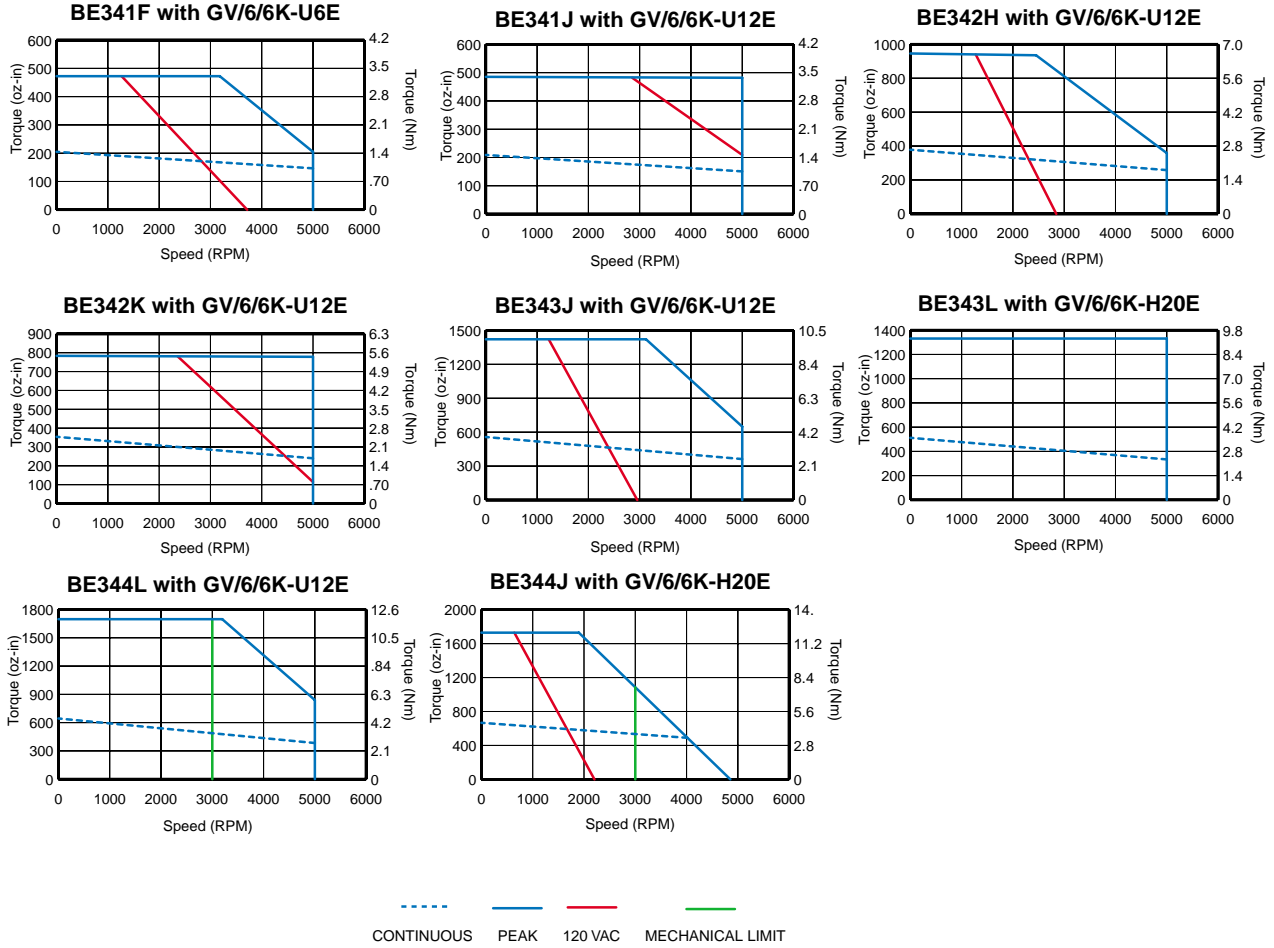 BE341F with GV/6/6K-U6E
Torque (oz-in)
600
500
400
300
200
100
0
4.2
3.5
2.8
2.1
1.4
.70
0
Torque (Nm)
0 1000 2000 3000 4000 5000 6000
Speed (RPM)
BE341J with GV/6/6K-U12E
Torque (oz-in)
600
500
400
300
200
100
0
4.2
3.5
2.8
2.1
1.4
.70
0
Torque (Nm)
0 1000 2000 3000 4000 5000 6000
Speed (RPM)
BE342H with GV/6/6K-U12E
Torque (oz-in)
1000
800
600
400
200
0
7.0
5.6
4.2
2.8
1.4
0
Torque (Nm)
0 1000 2000 3000 4000 5000 6000
Speed (RPM)
BE342K with GV/6/6K-U12E
Torque (oz-in)
900
800
700
600
500
400
300
200
100
0
6.3
5.6
4.9
4.2
3.5
2.8
2.1
1.4
.70
0
Torque (Nm)
0 1000 2000 3000 4000 5000 6000
Speed (RPM)
BE343J with GV/6/6K-U12E
Torque (oz-in)
1500
1200
900
600
300
0
10.5
8.4
6.3
4.2
2.1
0
Torque (Nm)
0 1000 2000 3000 4000 5000 6000
Speed (RPM)
BE343L with GV/6/6K-H20E
Torque (oz-in)
1400
1200
1000
800
600
400
200
0
9.8
8.4
7.0
5.6
4.2
2.8
1.4
0
Torque (Nm)
0 1000 2000 3000 4000 5000 6000
Speed (RPM)
BE344L with GV/6/6K-U12E
Torque (oz-in)
1800
1500
1200
900
600
300
0
12.6
10.5
.84
6.3
4.2
2.1
0
Torque (Nm)
0 1000 2000 3000 4000 5000 6000
Speed (RPM)
BE344J with GV/6/6K-H20E
Torque (oz-in)
2000
1600
1200
800
400
0
14.
11.2
8.4
5.6
2.8
0
Torque (Nm)
0 1000 2000 3000 4000 5000 6000
Speed (RPM)
CONTINUOUS PEAK 120 VAC MECHANICAL LIMIT